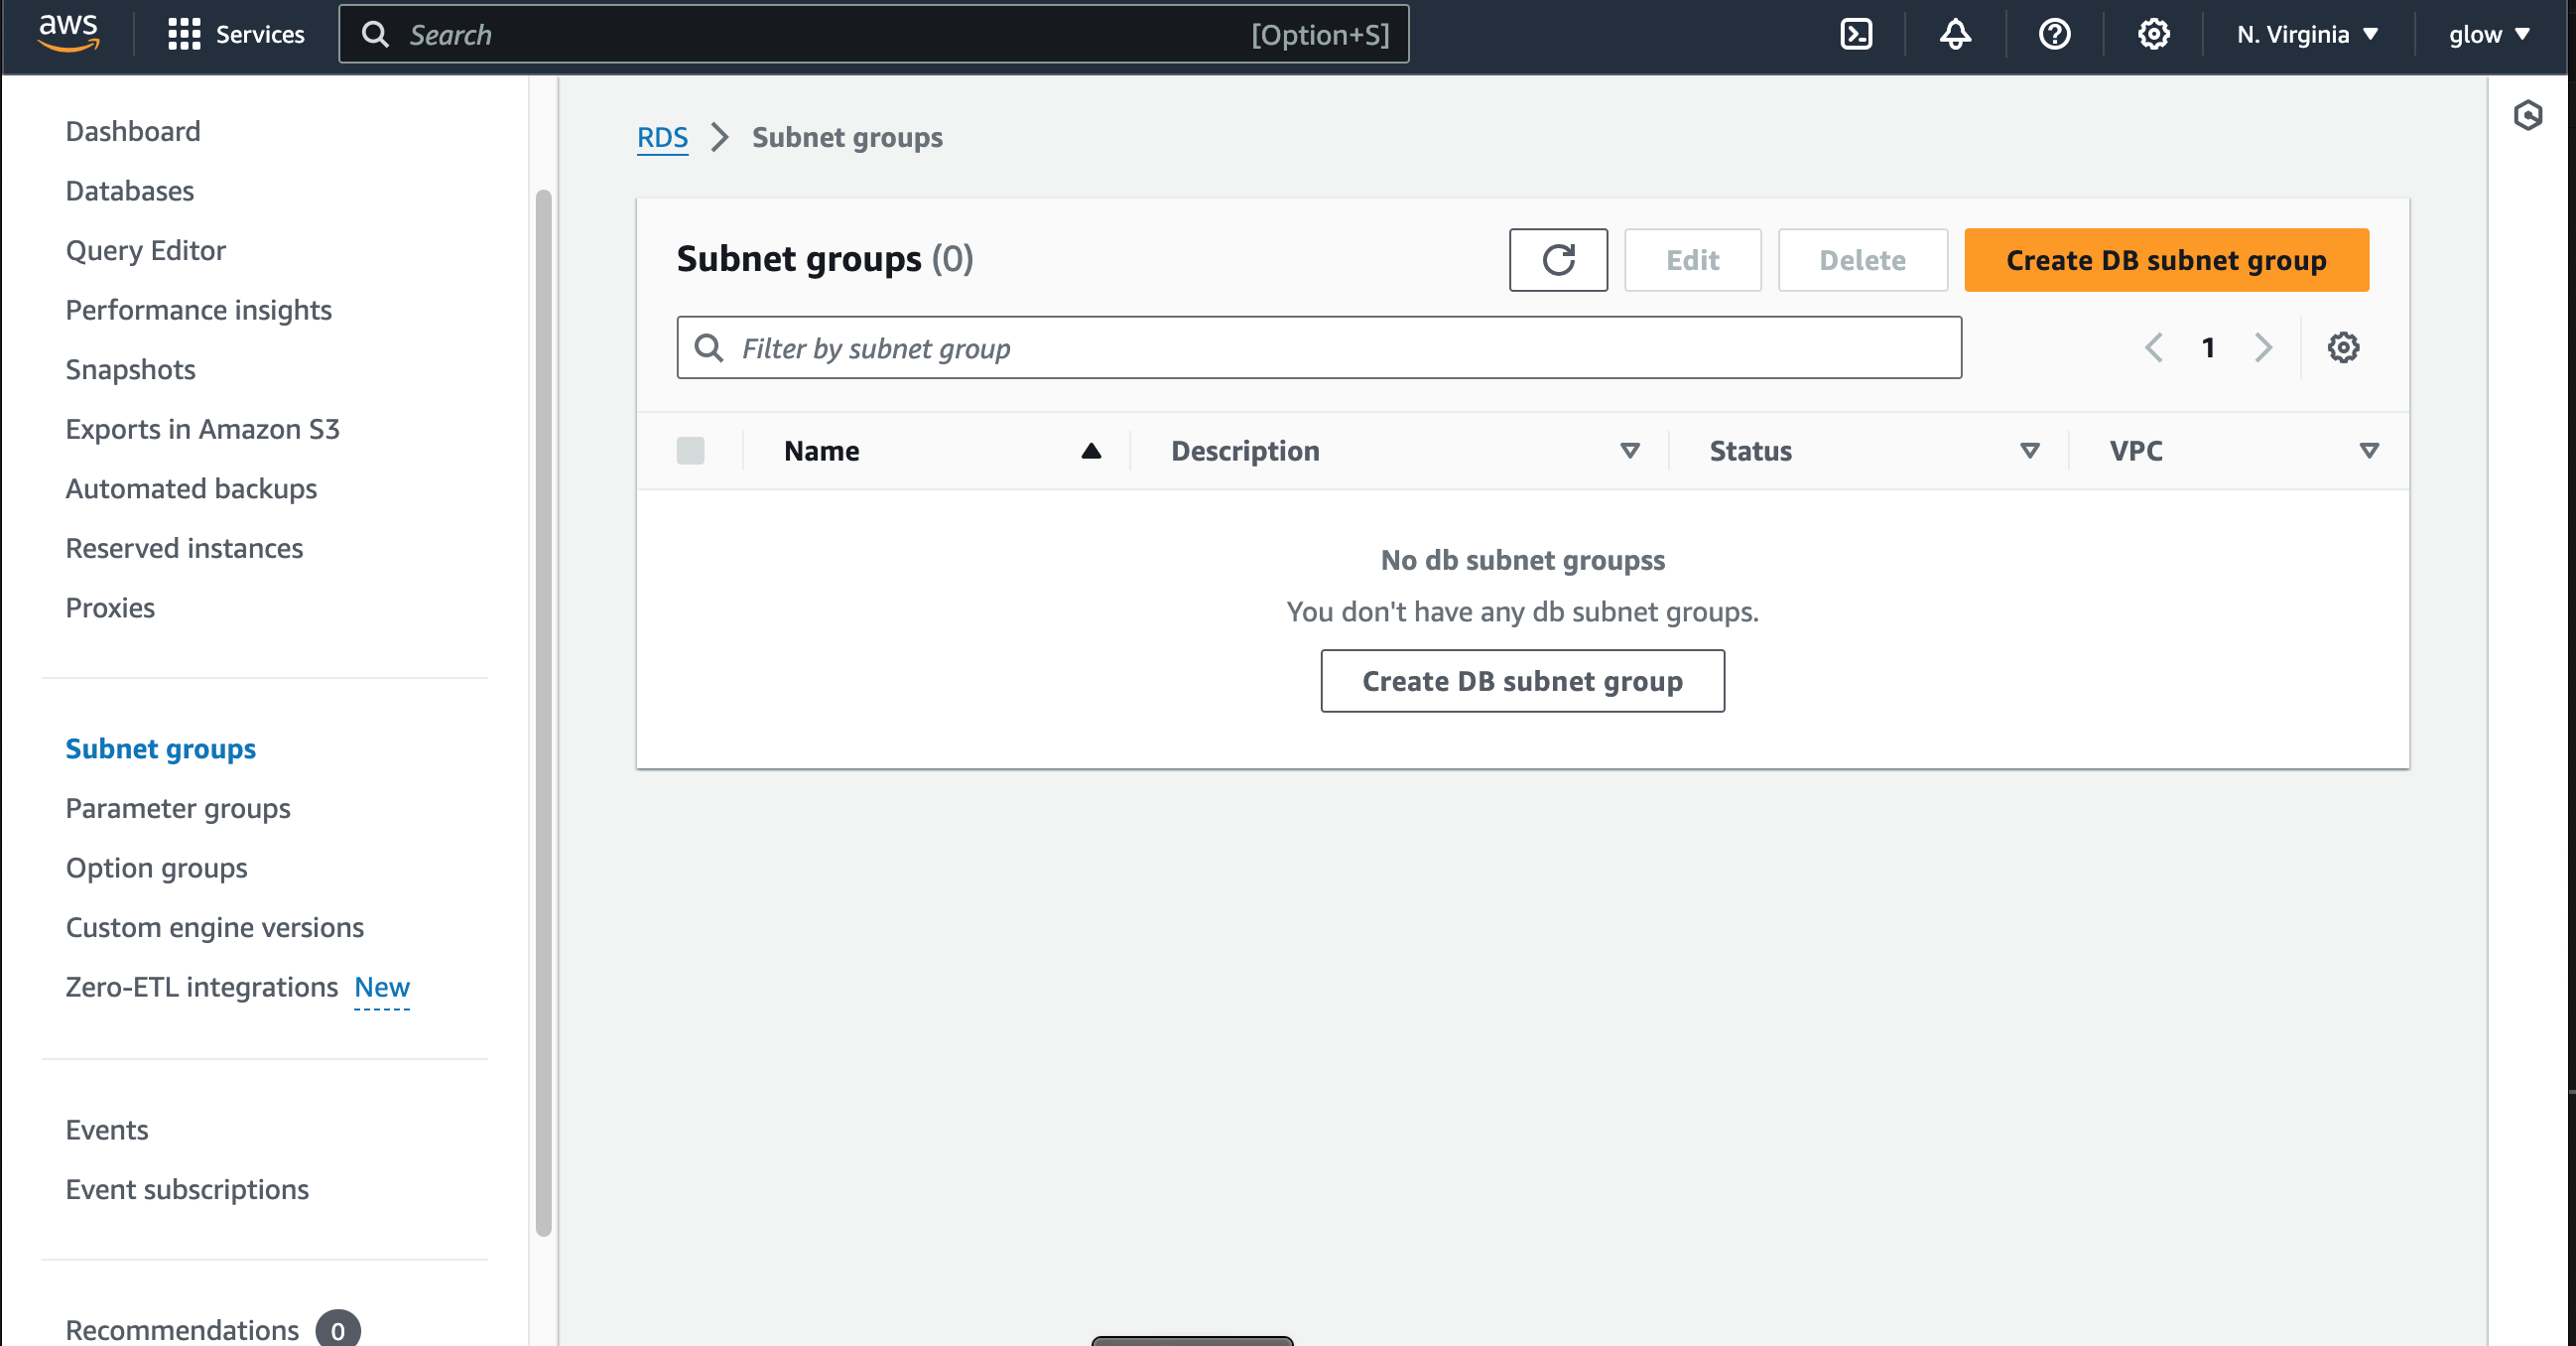 aws
Services
Search
[Option+S]
N. Virginia
glow
Dashboard
Databases
Query Editor
Performance insights
Snapshots
Exports in Amazon S3
Automated backups
Reserved instances
Proxies
Subnet groups
Parameter groups
Option groups
Custom engine versions
Zero-ETL integrations New
Events
Event subscriptions
Recommendations 0
RDS > Subnet groups
Subnet groups (0)
Edit
Delete
Create DB subnet group
Filter by subnet group
1
Name
Description
Status
VPC
No db subnet groupss
You don't have any db subnet groups.
Create DB subnet group